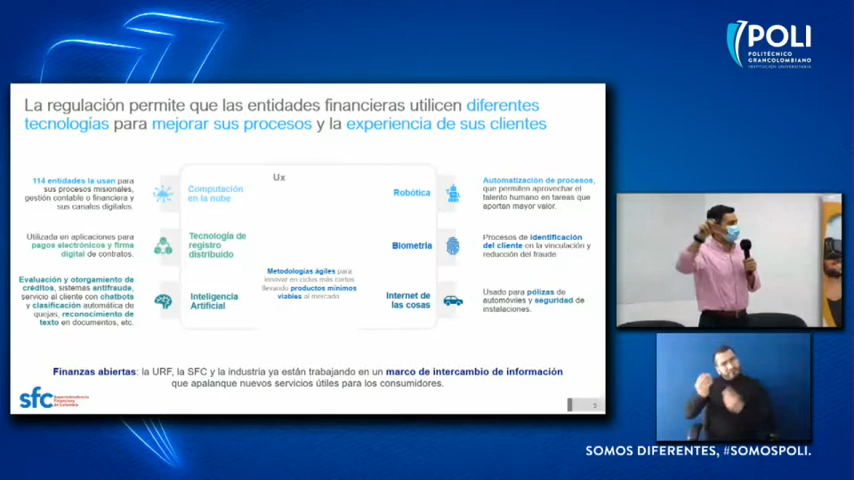 POLI
POLITÉCNICO
GRANCOLOMBIANO
INSTITUCIÓN UNIVERSITARIA
La regulación permite que las entidades financieras utilicen diferentes
tecnologías para mejorar sus procesos y la experiencia de sus clientes
114 entidades la usan para
sus procesos misionales,
gestión contable o financiera y
sus canales digitales.
Computación
en la nube
Utilizada en aplicaciones para
pagos electrónicos y firma
digital de contratos.
Tecnología de
registro
distribuido
Evaluación y otorgamiento de
créditos, sistemas antifraude,
servicio al cliente con chatbots
y clasificación automática de
quejas, reconocimiento de
texto en documentos, etc.
Inteligencia
Artificial
Ux
Metodologías ágiles para
innovar en ciclos más cortos
llevando productos mínimos
viables al mercado
Robótica
Automatización de procesos,
que permiten aprovechar el
talento humano en tareas que
aportan mayor valor.
Biometría
Procesos de identificación
del cliente en la vinculación y
reducción del fraude
Internet de
las cosas
Usado para pólizas de
automóviles y seguridad de
instalaciones.
Finanzas abiertas: la URF, la SFC y la industria ya están trabajando en un marco de intercambio de información
que apalanque nuevos servicios útiles para los consumidores.
sfc
Superintendencia
Financiera
de Colombia
5
SOMOS DIFERENTES, #SOMOSPOLI.